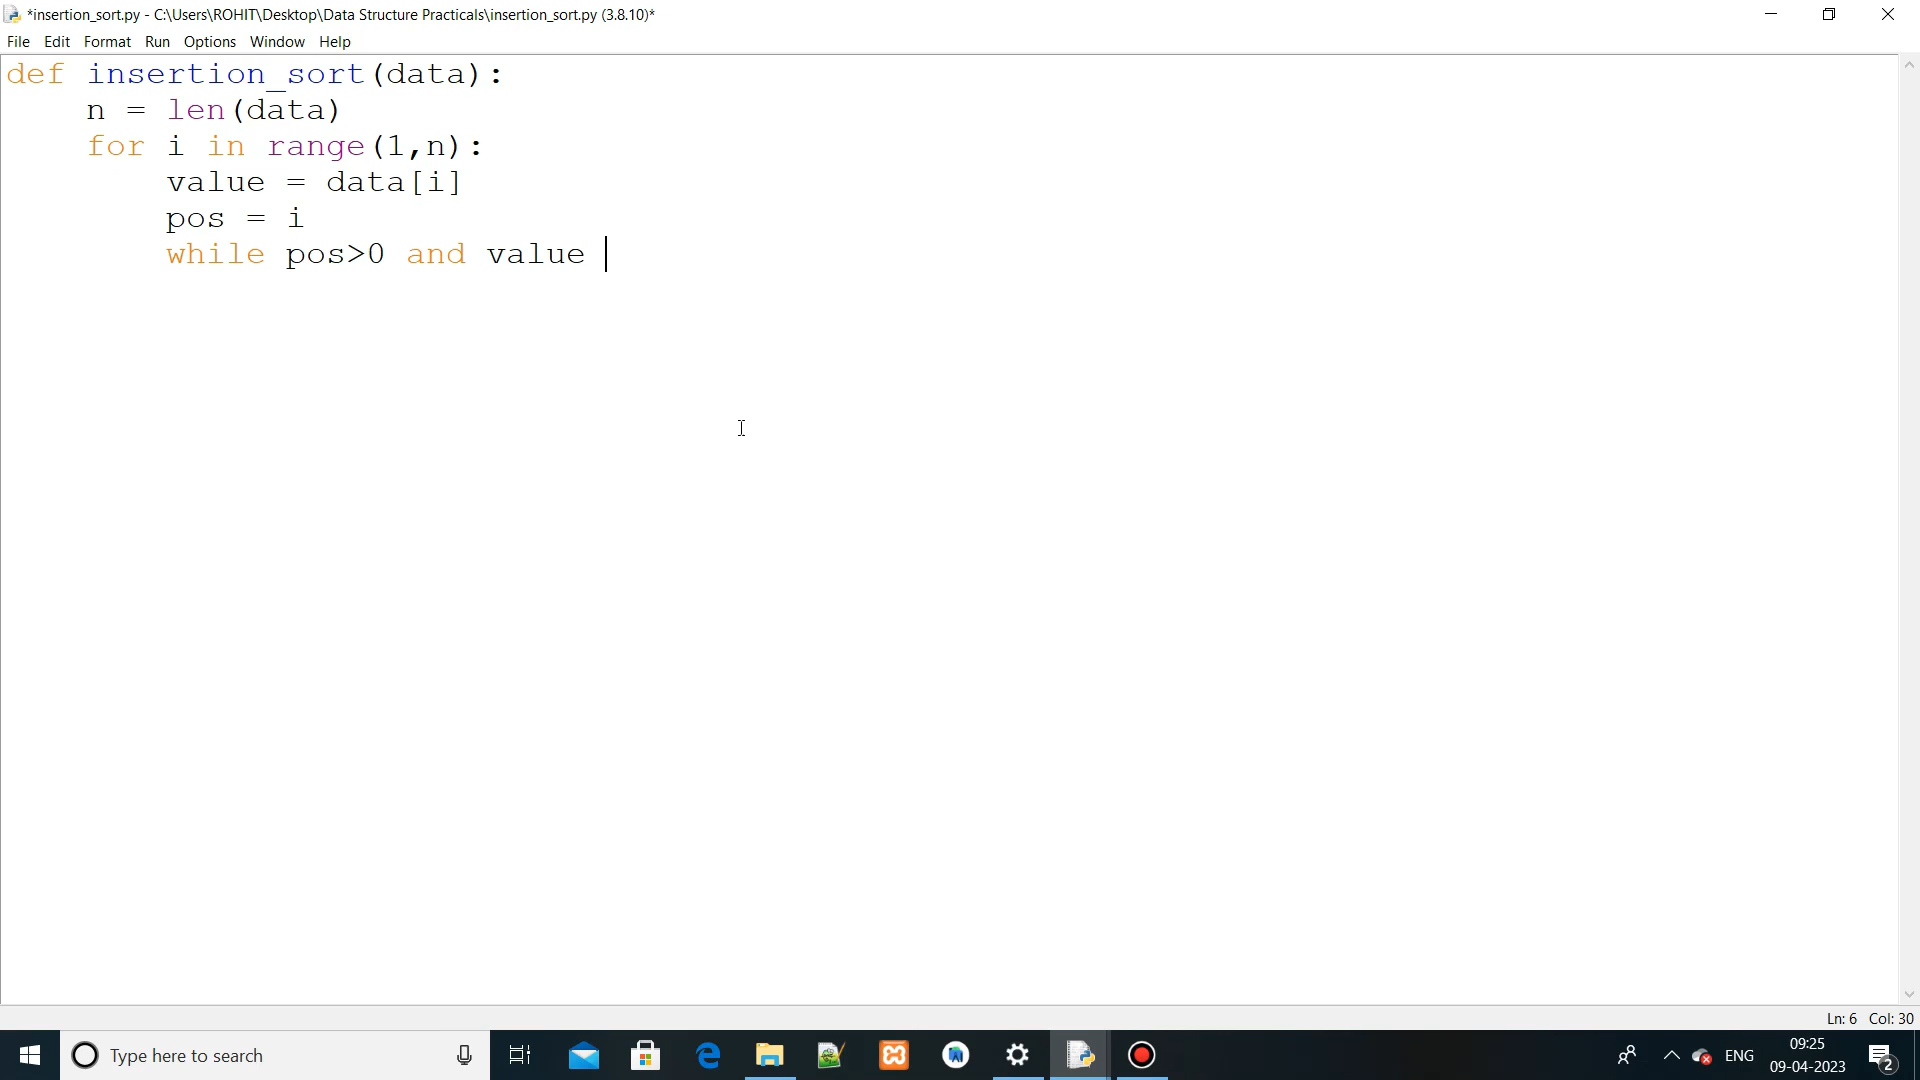 *insertion_sort.py - C:\Users\ROHIT\Desktop\Data Structure Practicals\insertion_sort.py (3.8.10)*
File Edit Format Run Options Window Help
def insertion_sort(data):
    n = len(data)
    for i in range(1,n):
        value = data[i]
        pos = i
        while pos>0 and value
Ln: 6 Col: 30
Type here to search
ENG
09:25
09-04-2023
2